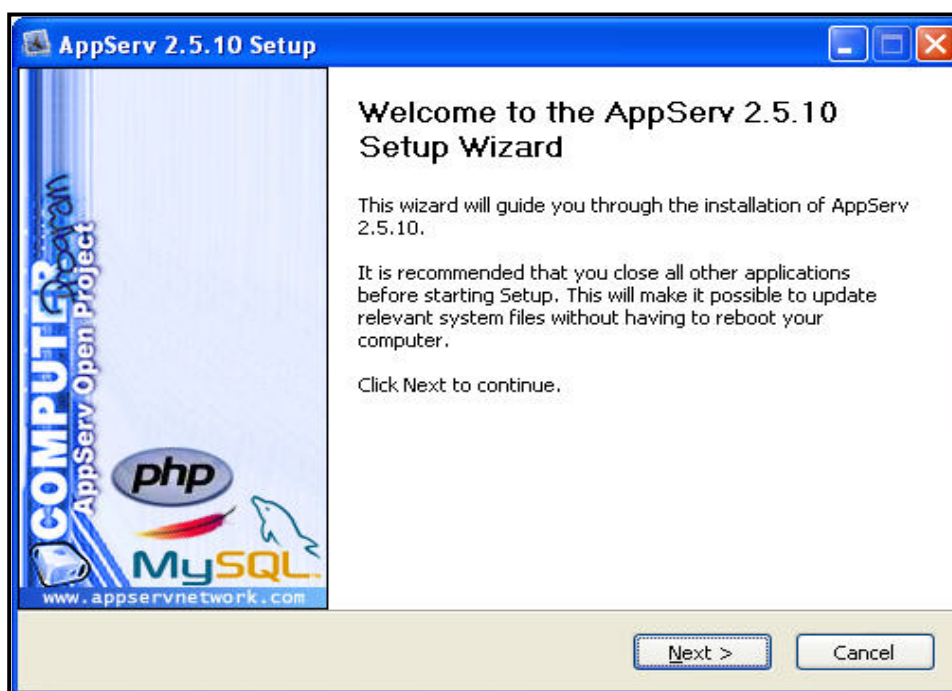 AppServ 2.5.10 Setup
Welcome to the AppServ 2.5.10
Setup Wizard
This wizard will guide you through the installation of AppServ
2.5.10.
It is recommended that you close all other applications
before starting Setup. This will make it possible to update
relevant system files without having to reboot your
computer.
Click Next to continue.
COMPUTER
Program
AppServ Open Project
php
MySQL
www.appservnetwork.com
Next >
Cancel